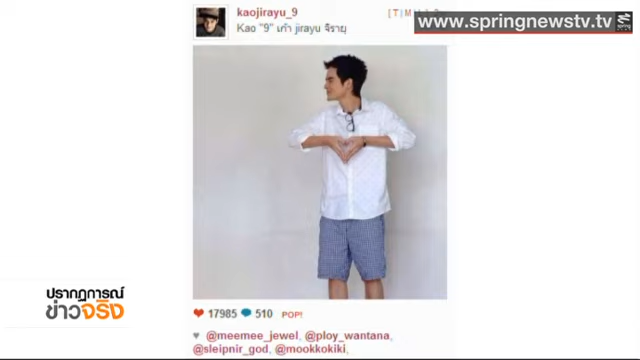 kaojirayu_9
Kao "9" เก้า jirayu จิรายุ
www.springnewstv.tv
17985 510 POP!
@meemee_jewel, @ploy_wantana,
@sleipnir_god, @mookkokiki,
ปรากฏการณ์
ข่าวจริง